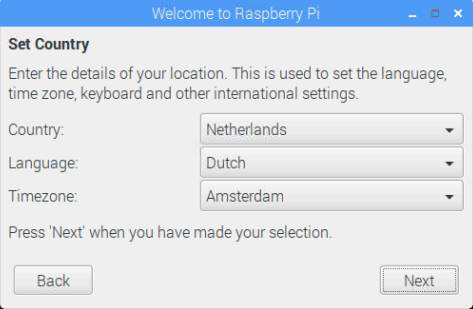 Welcome to Raspberry Pi
Set Country
Enter the details of your location. This is used to set the language,
time zone, keyboard and other international settings.
Country: Netherlands
Language: Dutch
Timezone: Amsterdam
Press 'Next' when you have made your selection.
Back Next